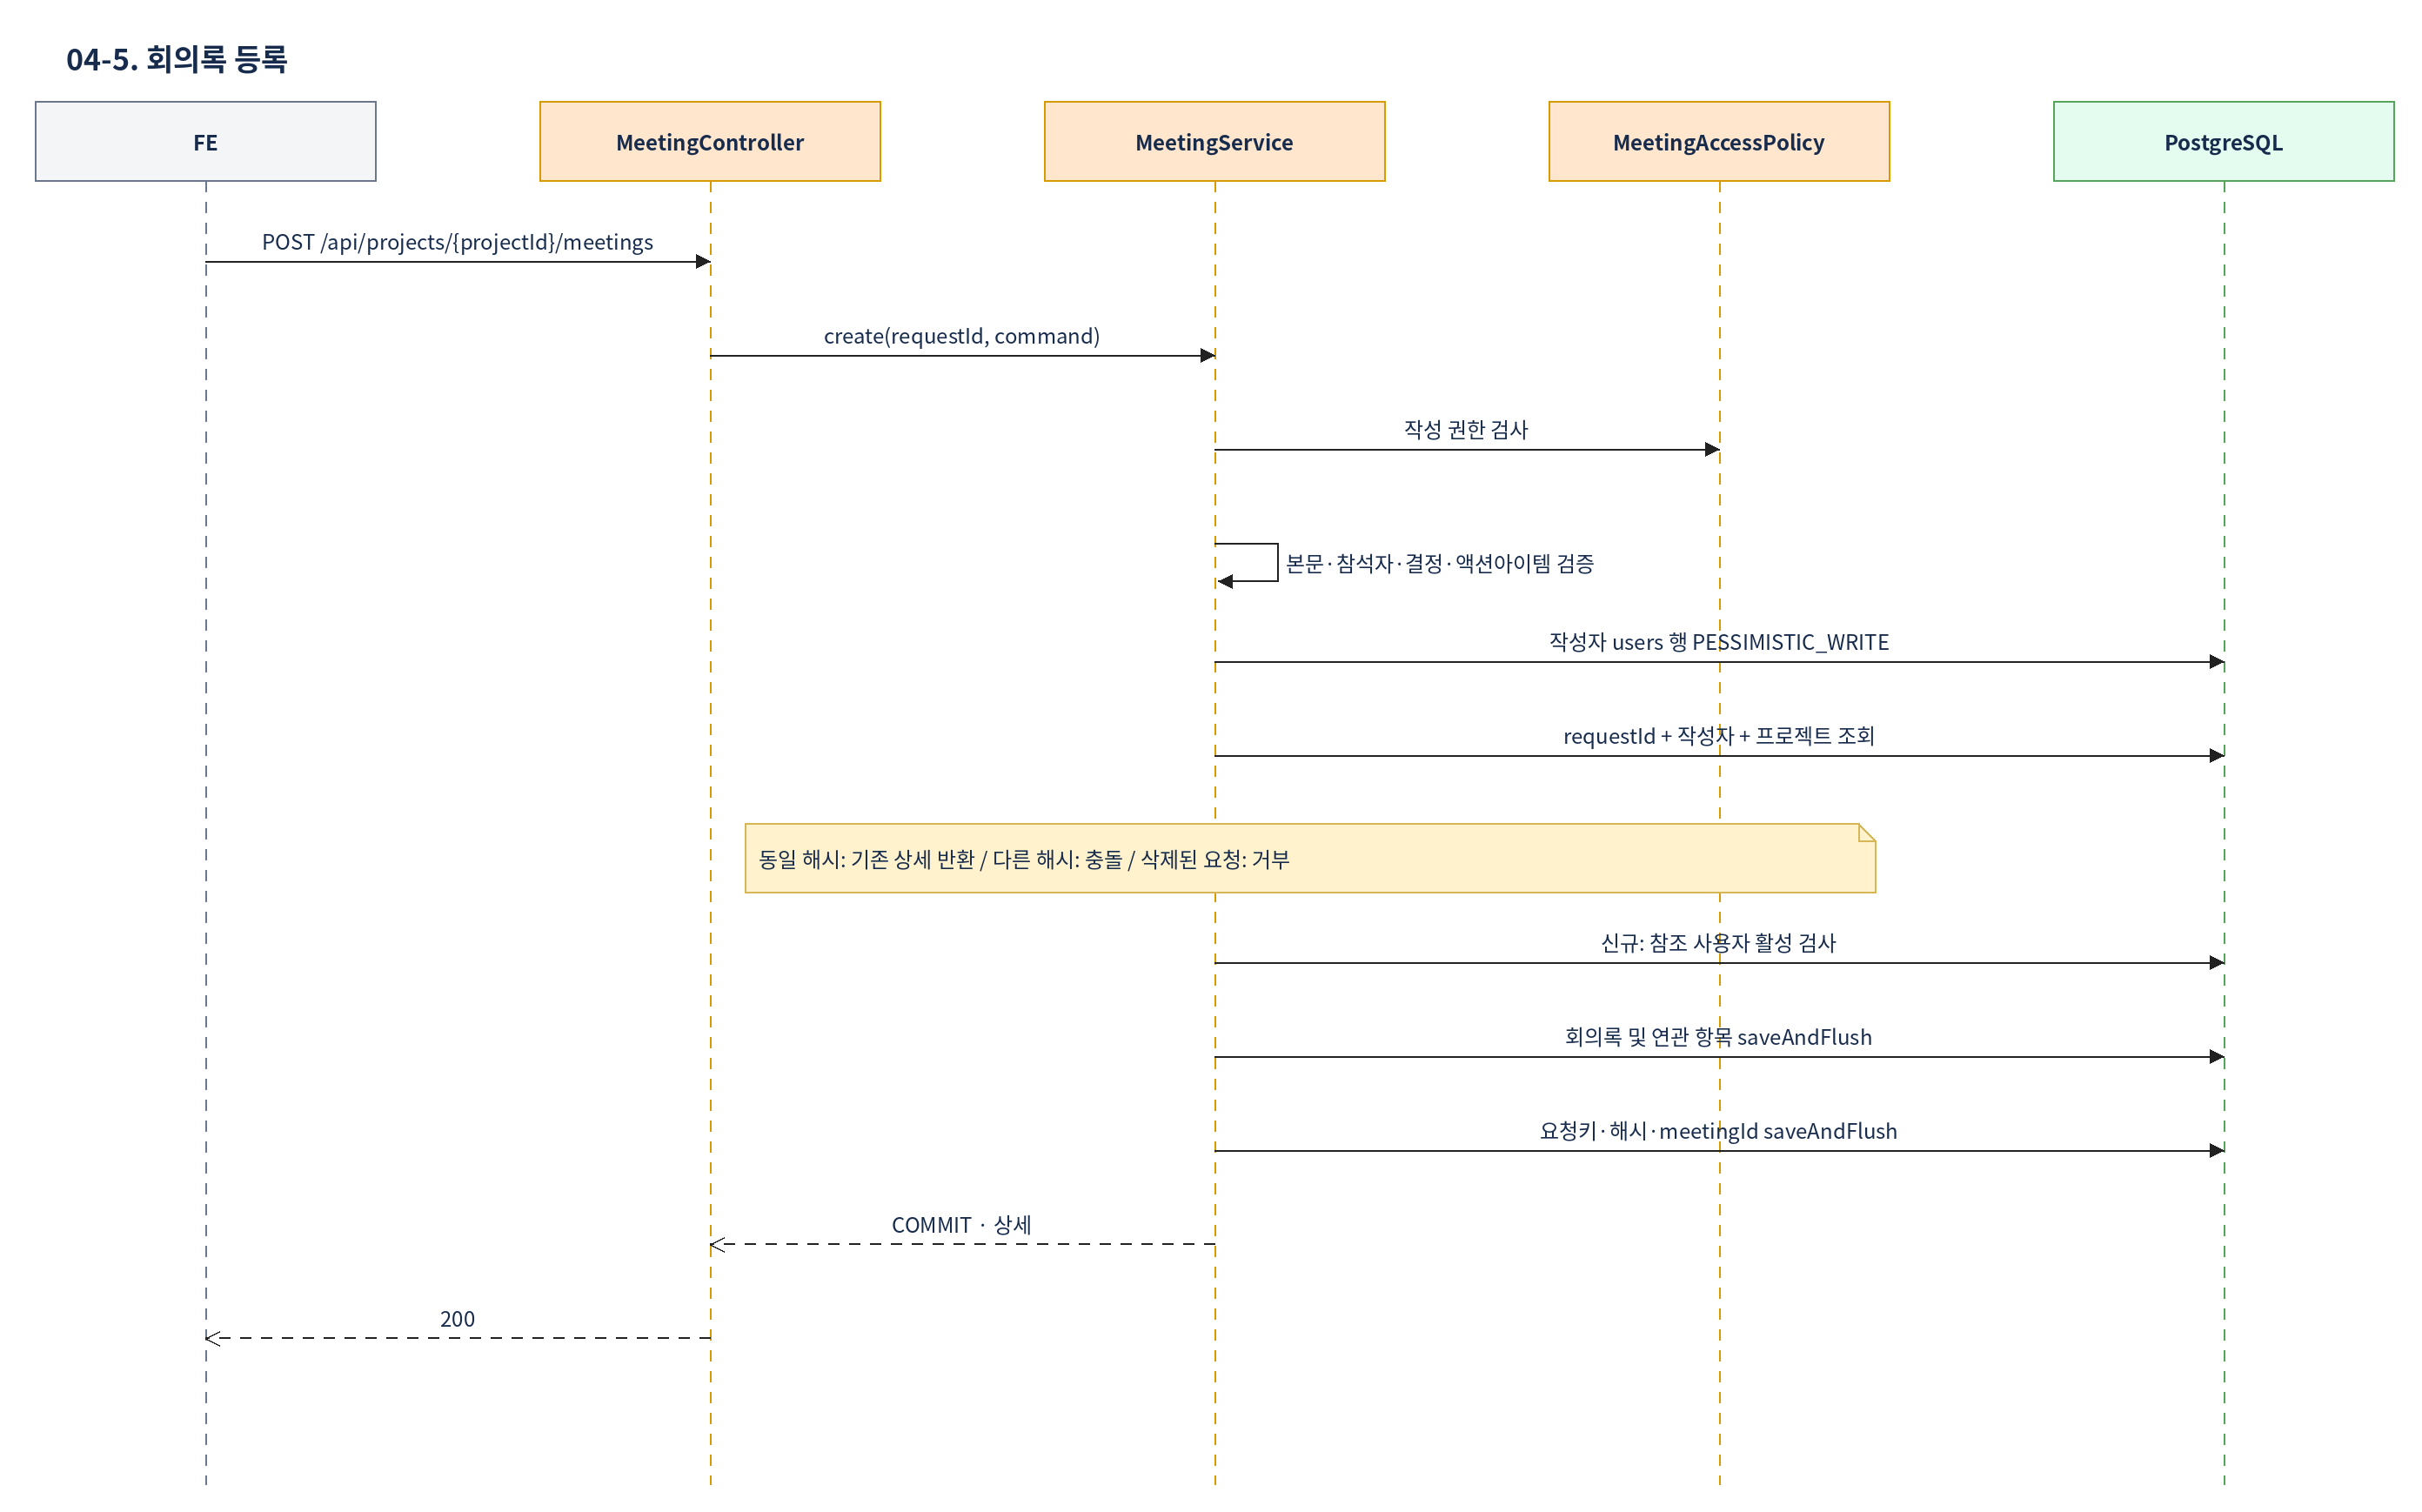 04-5. 회의록 등록
FE
MeetingController
MeetingService
MeetingAccessPolicy
PostgreSQL
POST /api/projects/{projectId}/meetings
create(requestId, command)
작성 권한 검사
본문·참석자·결정·액션아이템 검증
작성자 users 행 PESSIMISTIC_WRITE
requestId + 작성자 + 프로젝트 조회
동일 해시: 기존 상세 반환 / 다른 해시: 충돌 / 삭제된 요청: 거부
신규: 참조 사용자 활성 검사
회의록 및 연관 항목 saveAndFlush
요청키·해시·meetingId saveAndFlush
COMMIT · 상세
200